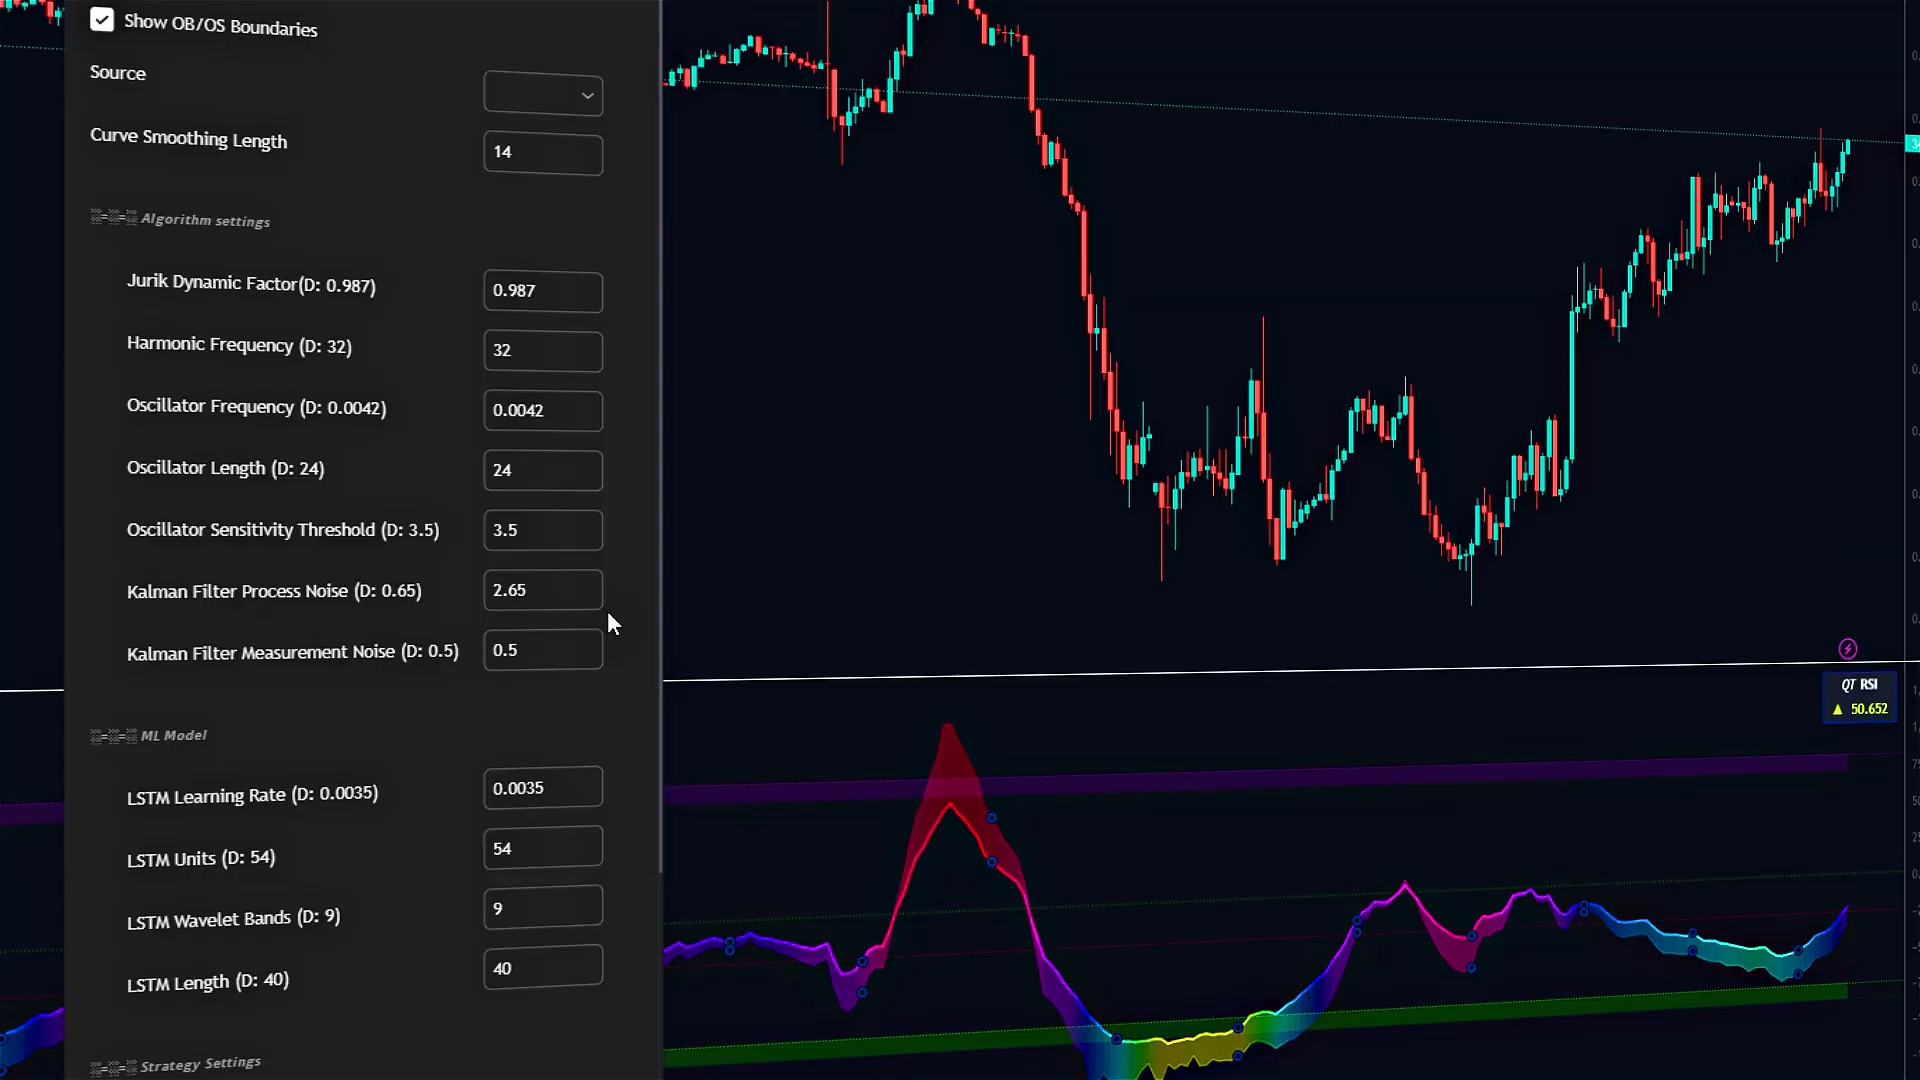 Show OB/OS Boundaries
Source
Curve Smoothing Length
14
Algorithm settings
Jurik Dynamic Factor(D: 0.987)
0.987
Harmonic Frequency (D: 32)
32
Oscillator Frequency (D: 0.0042)
0.0042
Oscillator Length (D: 24)
24
Oscillator Sensitivity Threshold (D: 3.5)
3.5
Kalman Filter Process Noise (D: 0.65)
2.65
Kalman Filter Measurement Noise (D: 0.5)
0.5
QT RSI
▲ 50.652
ML Model
LSTM Learning Rate (D: 0.0035)
0.0035
LSTM Units (D: 54)
54
LSTM Wavelet Bands (D: 9)
9
LSTM Length (D: 40)
40
Strategy Settings